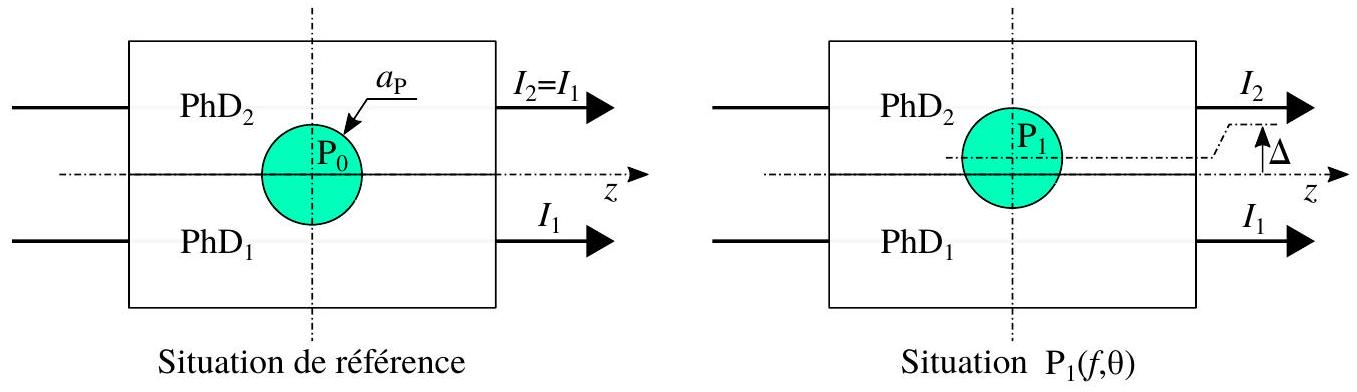 PhD₂
a_P
I₂=I₁
P₀
z
PhD₁
I₁
Situation de référence
PhD₂
I₂
P₁
Δ
z
PhD₁
I₁
Situation P₁(f,θ)